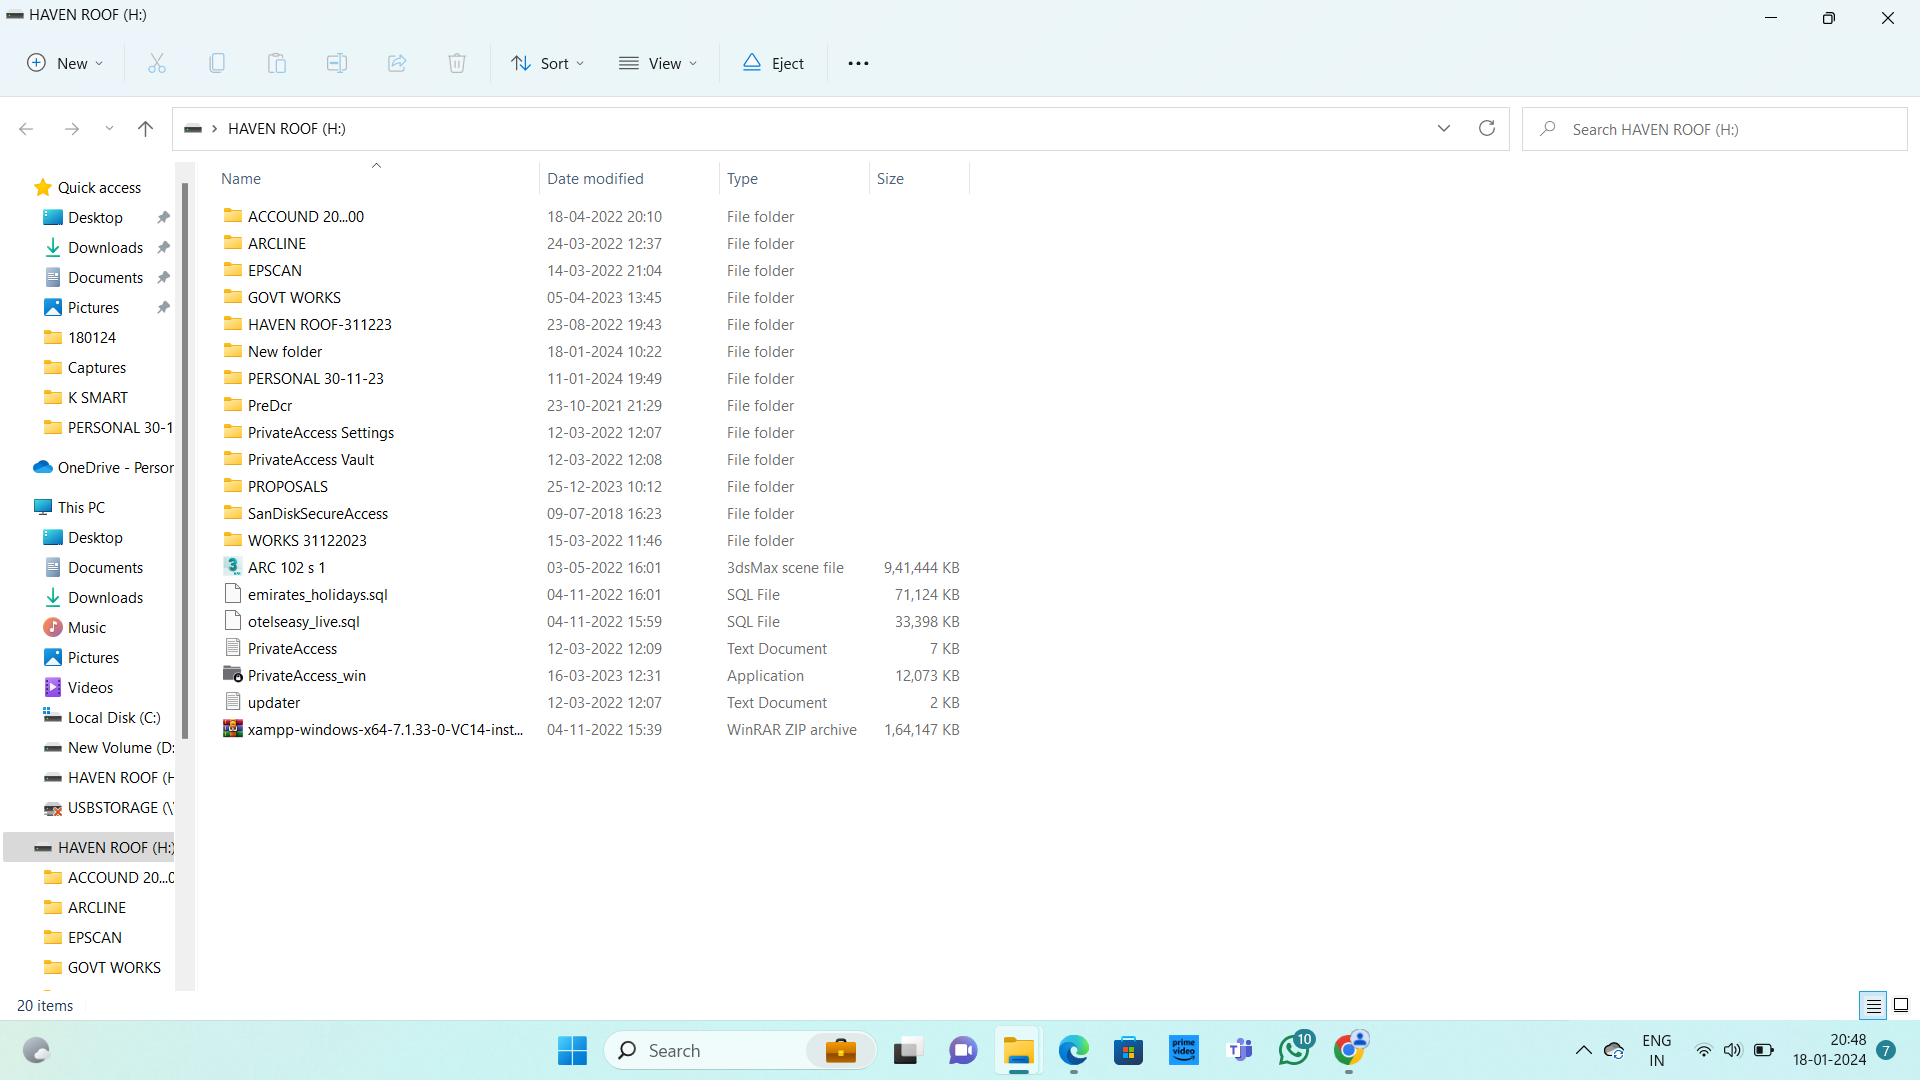 HAVEN ROOF (H:)
New
Sort
View
Eject
HAVEN ROOF (H:)
Search HAVEN ROOF (H:)
Quick access
Desktop
Downloads
Documents
Pictures
180124
Captures
K SMART
PERSONAL 30-1
OneDrive - Person
This PC
Desktop
Documents
Downloads
Music
Pictures
Videos
Local Disk (C:)
New Volume (D:
HAVEN ROOF (H
USBSTORAGE (\\
HAVEN ROOF (H:)
ACCOUND 20...0
ARCLINE
EPSCAN
GOVT WORKS
Name Date modified Type Size
ACCOUND 20...00 18-04-2022 20:10 File folder
ARCLINE 24-03-2022 12:37 File folder
EPSCAN 14-03-2022 21:04 File folder
GOVT WORKS 05-04-2023 13:45 File folder
HAVEN ROOF-311223 23-08-2022 19:43 File folder
New folder 18-01-2024 10:22 File folder
PERSONAL 30-11-23 11-01-2024 19:49 File folder
PreDcr 23-10-2021 21:29 File folder
PrivateAccess Settings 12-03-2022 12:07 File folder
PrivateAccess Vault 12-03-2022 12:08 File folder
PROPOSALS 25-12-2023 10:12 File folder
SanDiskSecureAccess 09-07-2018 16:23 File folder
WORKS 31122023 15-03-2022 11:46 File folder
ARC 102 s 1 03-05-2022 16:01 3dsMax scene file 9,41,444 KB
emirates_holidays.sql 04-11-2022 16:01 SQL File 71,124 KB
otelseasy_live.sql 04-11-2022 15:59 SQL File 33,398 KB
PrivateAccess 12-03-2022 12:09 Text Document 7 KB
PrivateAccess_win 16-03-2023 12:31 Application 12,073 KB
updater 12-03-2022 12:07 Text Document 2 KB
xampp-windows-x64-7.1.33-0-VC14-inst... 04-11-2022 15:39 WinRAR ZIP archive 1,64,147 KB
20 items
Search
prime video
10
ENG
IN
20:48
18-01-2024
7